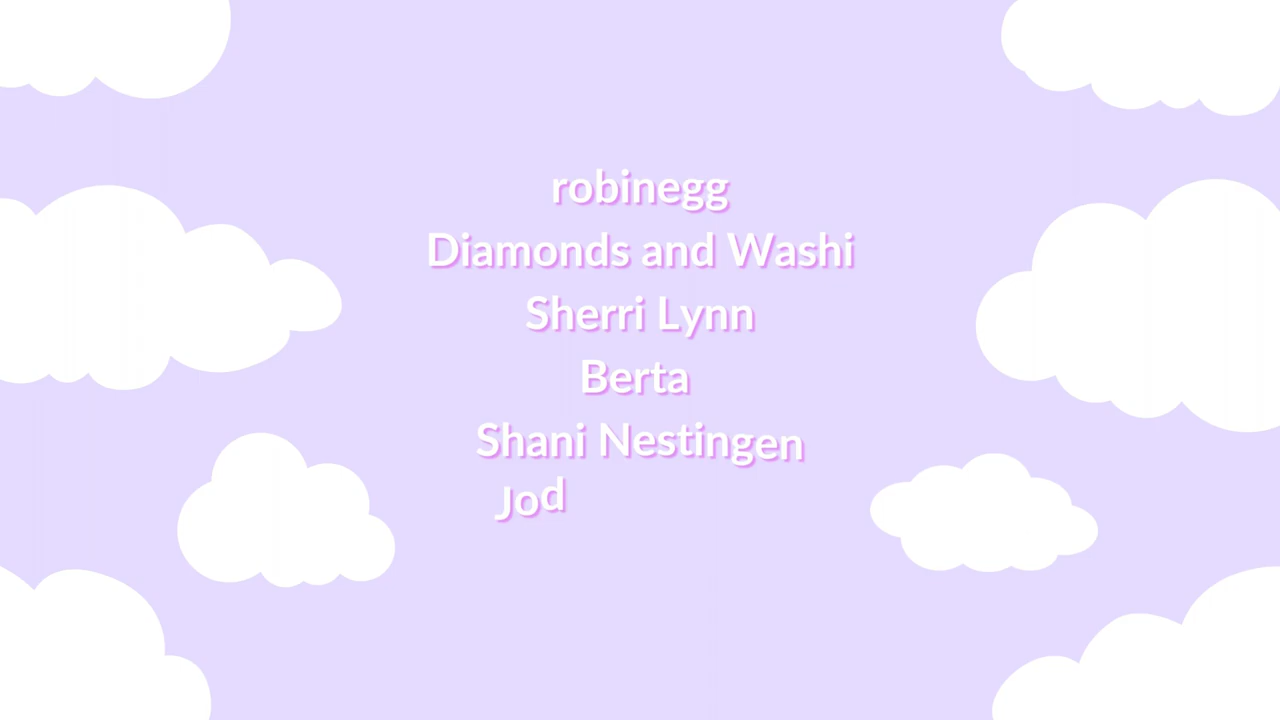 robinegg
Diamonds and Washi
Sherri Lynn
Berta
Shani Nestingen
Jod